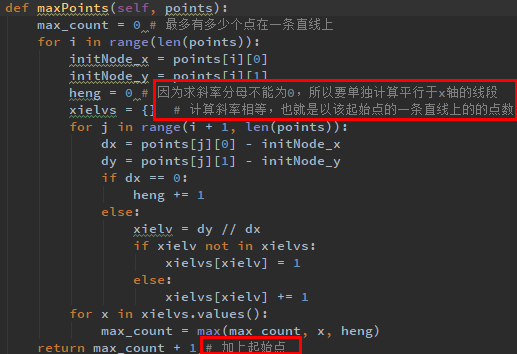 def maxPoints(self, points):
    max_count = 0 # 最多有多少个点在一条直线上
    for i in range(len(points)):
        initNode_x = points[i][0]
        initNode_y = points[i][1]
        heng = 0 # 因为求斜率分母不能为0，所以要单独计算平行于x轴的线段
        xielvs = {}  # 计算斜率相等，也就是以该起始点的一条直线上的的点数
        for j in range(i + 1, len(points)):
            dx = points[j][0] - initNode_x
            dy = points[j][1] - initNode_y
            if dx == 0:
                heng += 1
            else:
                xielv = dy // dx
                if xielv not in xielvs:
                    xielvs[xielv] = 1
                else:
                    xielvs[xielv] += 1
        for x in xielvs.values():
            max_count = max(max_count, x, heng)
    return max_count + 1 # 加上起始点